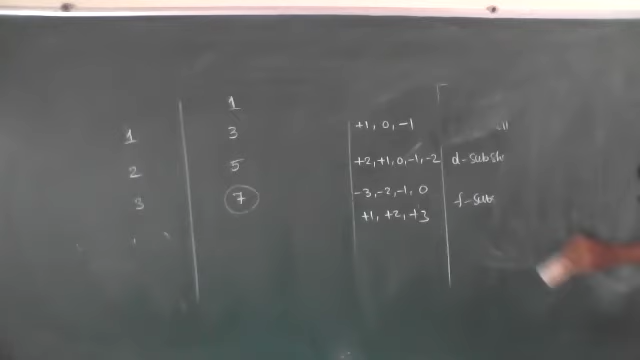 1
1 3 +1, 0, -1
2 5 +2, +1, 0, -1, -2 d-subsh
3 7 -3, -2, -1, 0 f-sub
+1, +2, +3